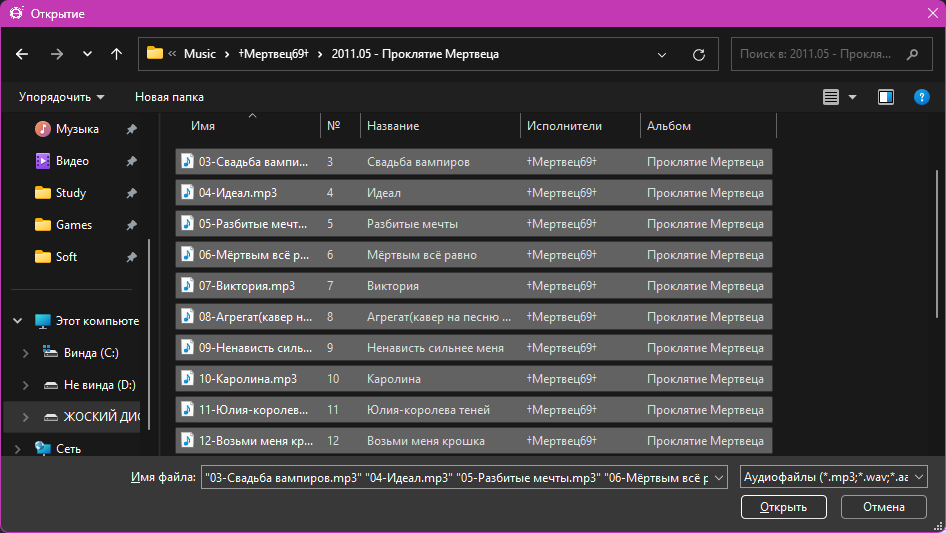 Открытие
« Music › †Мертвец69† › 2011.05 - Проклятие Мертвеца
Поиск в: 2011.05 - Прокля...
Упорядочить
Новая папка
?
Имя № Название Исполнители Альбом
Музыка
Видео
Study
Games
Soft
Этот компьюте
Винда (C:)
Не винда (D:)
ЖОСКИЙ ДИС
Сеть
03-Свадьба вампи... 3 Свадьба вампиров †Мертвец69† Проклятие Мертвеца
04-Идеал.mp3 4 Идеал †Мертвец69† Проклятие Мертвеца
05-Разбитые мечт... 5 Разбитые мечты †Мертвец69† Проклятие Мертвеца
06-Мёртвым всё р... 6 Мёртвым всё равно †Мертвец69† Проклятие Мертвеца
07-Виктория.mp3 7 Виктория †Мертвец69† Проклятие Мертвеца
08-Агрегат(кавер н... 8 Агрегат(кавер на песню ... †Мертвец69† Проклятие Мертвеца
09-Ненависть силь... 9 Ненависть сильнее меня †Мертвец69† Проклятие Мертвеца
10-Каролина.mp3 10 Каролина †Мертвец69† Проклятие Мертвеца
11-Юлия-королев... 11 Юлия-королева теней †Мертвец69† Проклятие Мертвеца
12-Возьми меня кр... 12 Возьми меня крошка †Мертвец69† Проклятие Мертвеца
Имя файла: "03-Свадьба вампиров.mp3" "04-Идеал.mp3" "05-Разбитые мечты.mp3" "06-Мёртвым всё р
Аудиофайлы (*.mp3;*.wav;*.aa
Открыть
Отмена